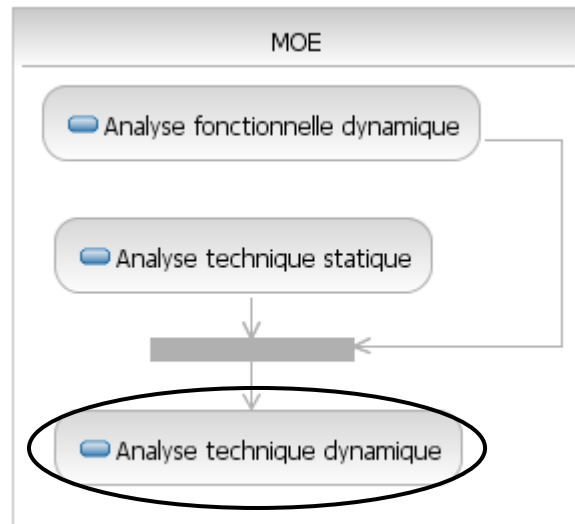 MOE
Analyse fonctionnelle dynamique
Analyse technique statique
Analyse technique dynamique